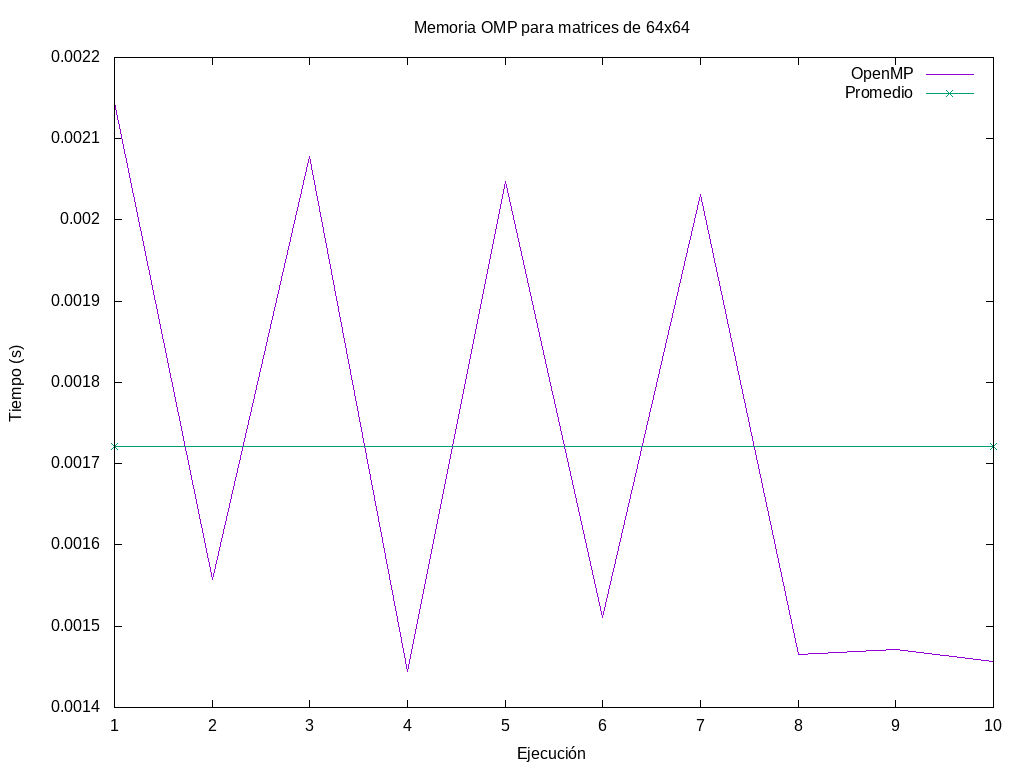 Memoria OMP para matrices de 64x64
OpenMP
Promedio
0.0022
0.0021
0.002
0.0019
0.0018
0.0017
0.0016
0.0015
0.0014
Tiempo (s)
1 2 3 4 5 6 7 8 9 10
Ejecución